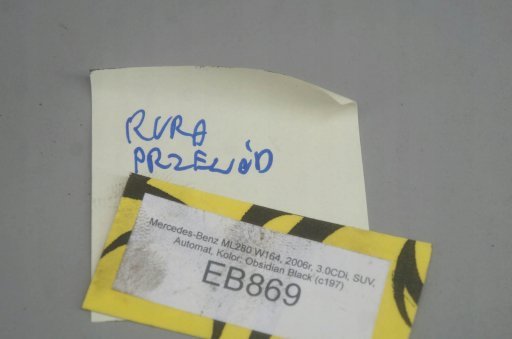 RURA
PRZEWÓD
Mercedes-Benz ML280 W164, 2006r, 3.0CDi, SUV,
Automat, Kolor: Obsidian Black (c197)
EB869